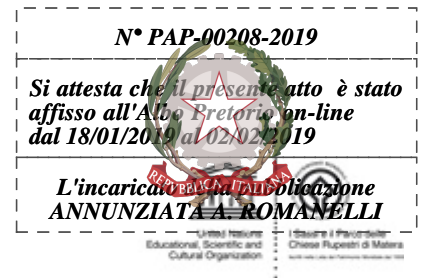 N° PAP-00208-2019
Si attesta che il presente atto è stato
affisso all'Albo Pretorio on-line
dal 18/01/2019 al 02/02/2019
L'incaricato della pubblicazione
ANNUNZIATA A. ROMANELLI
REPVBBLICA ITALIANA
United Nations
Educational, Scientific and
Cultural Organization
I Sassi e il Parco delle
Chiese Rupestri di Matera